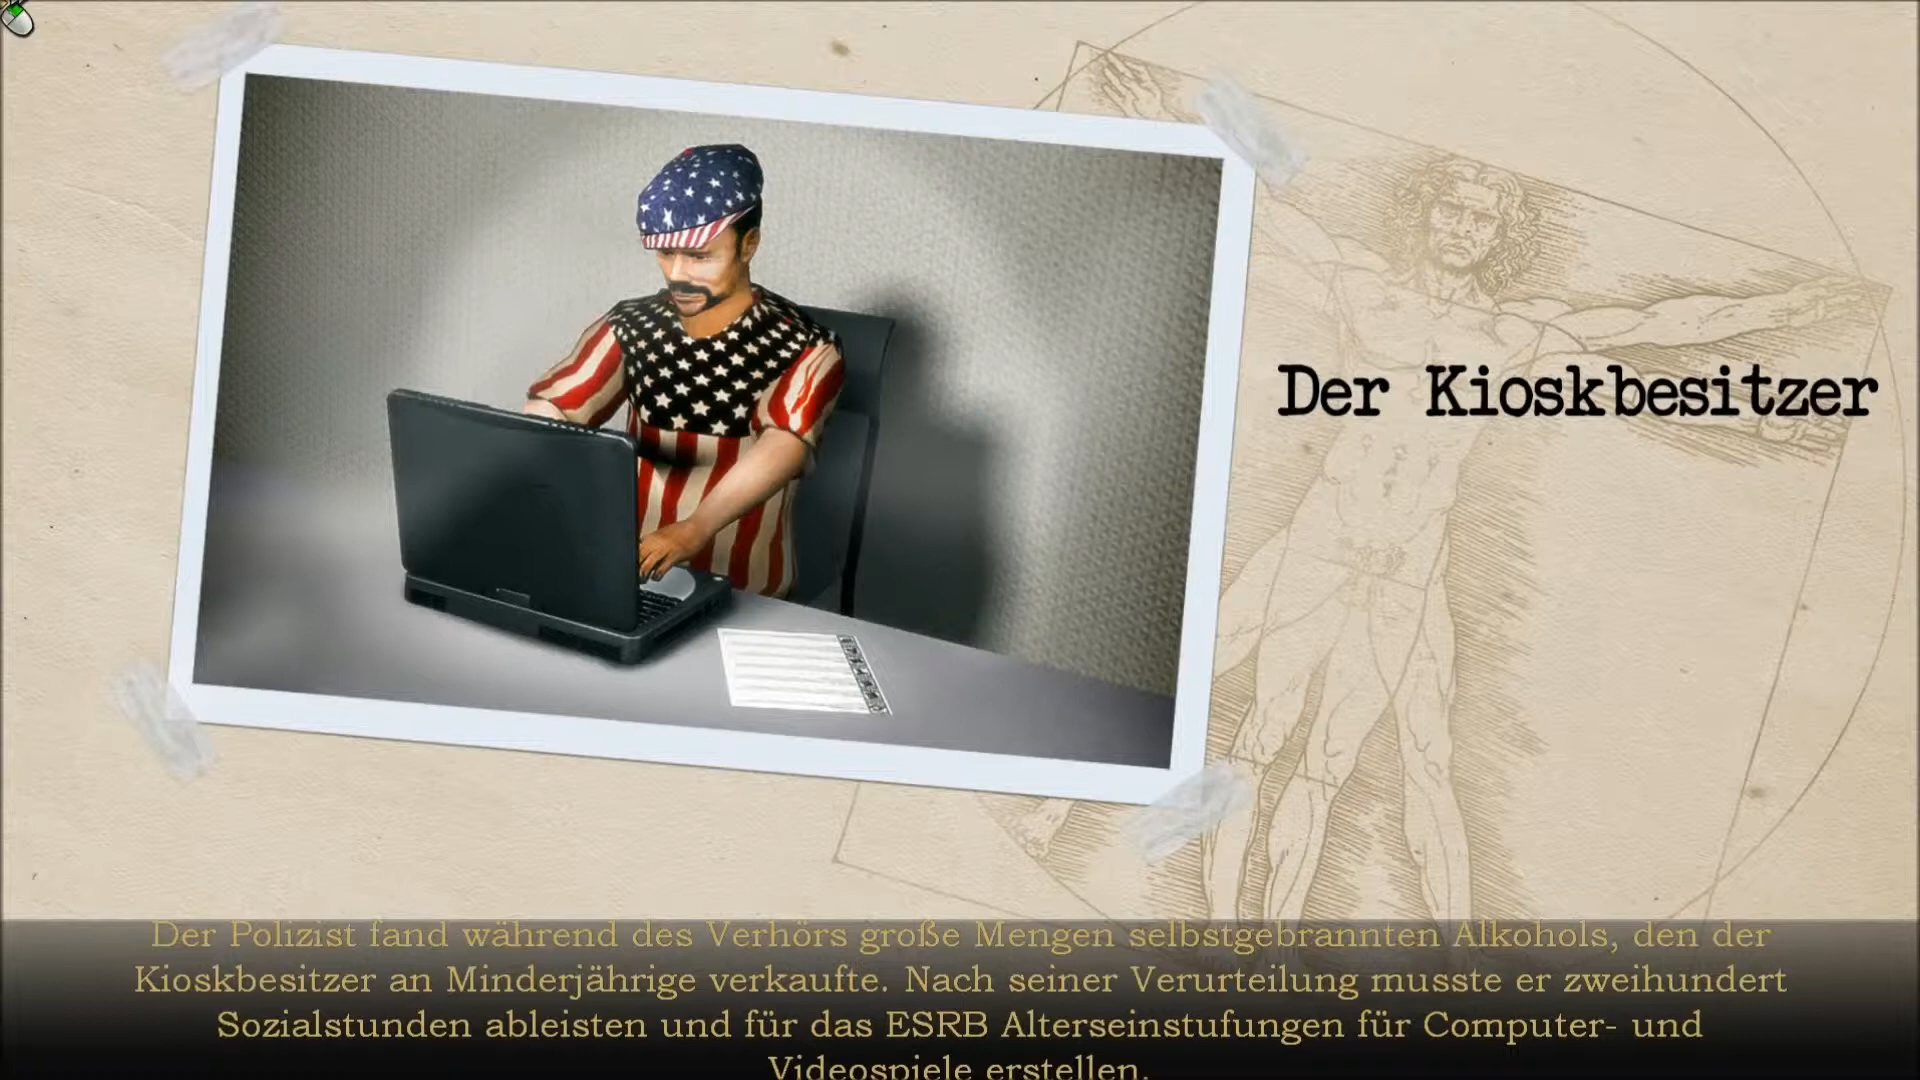 Der Kioskbesitzer
Der Polizist fand während des Verhörs große Mengen selbstgebrannten Alkohols, den der
Kioskbesitzer an Minderjährige verkaufte. Nach seiner Verurteilung musste er zweihundert
Sozialstunden ableisten und für das ESRB Alterseinstufungen für Computer- und
Videospiele erstellen.